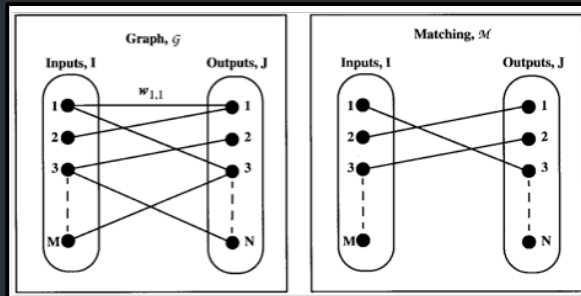 Graph, 𝒢
Inputs, I
Outputs, J
w1,1
1
1
2
2
3
3
M
N
Matching, ℳ
Inputs, I
Outputs, J
1
1
2
2
3
3
M
N